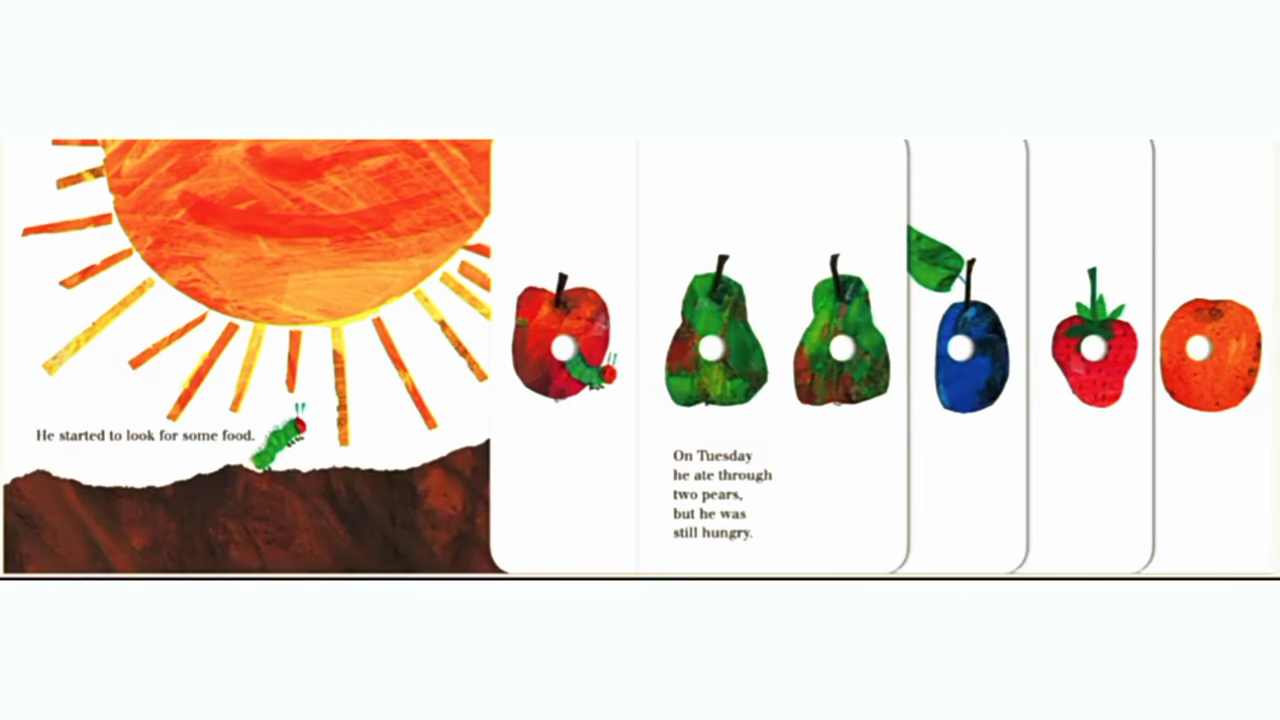 He started to look for some food.
On Tuesday
he ate through
two pears,
but he was
still hungry.